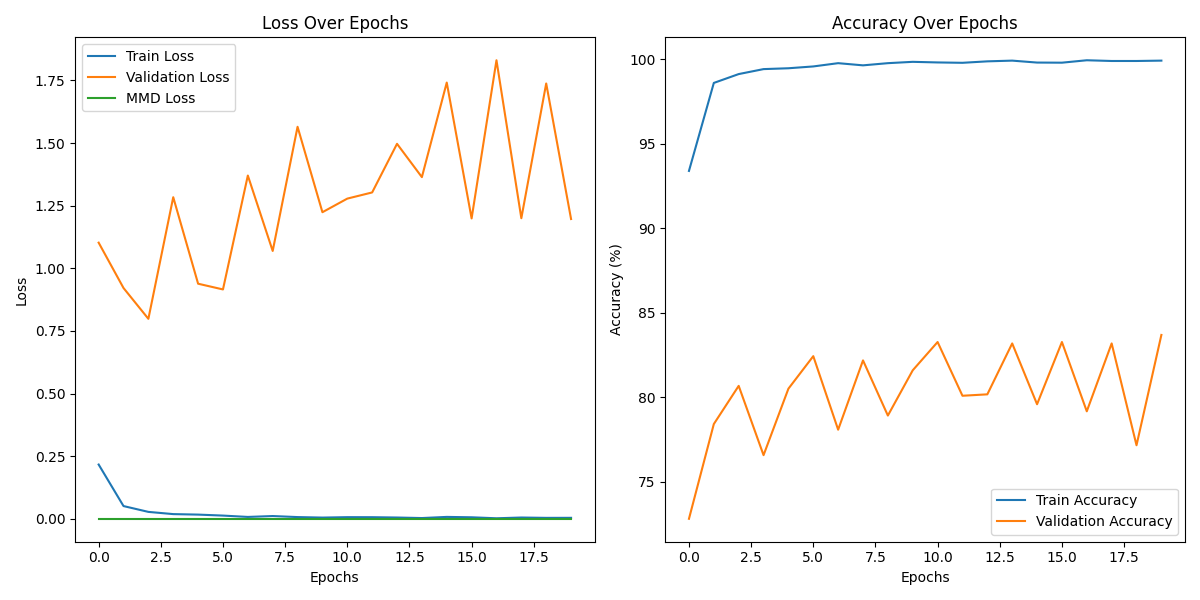 Loss Over Epochs
Train Loss
Validation Loss
MMD Loss
1.75
1.50
1.25
1.00
0.75
0.50
0.25
0.00
Loss
0.0 2.5 5.0 7.5 10.0 12.5 15.0 17.5
Epochs
Accuracy Over Epochs
100
95
90
85
80
75
Accuracy (%)
Train Accuracy
Validation Accuracy
0.0 2.5 5.0 7.5 10.0 12.5 15.0 17.5
Epochs